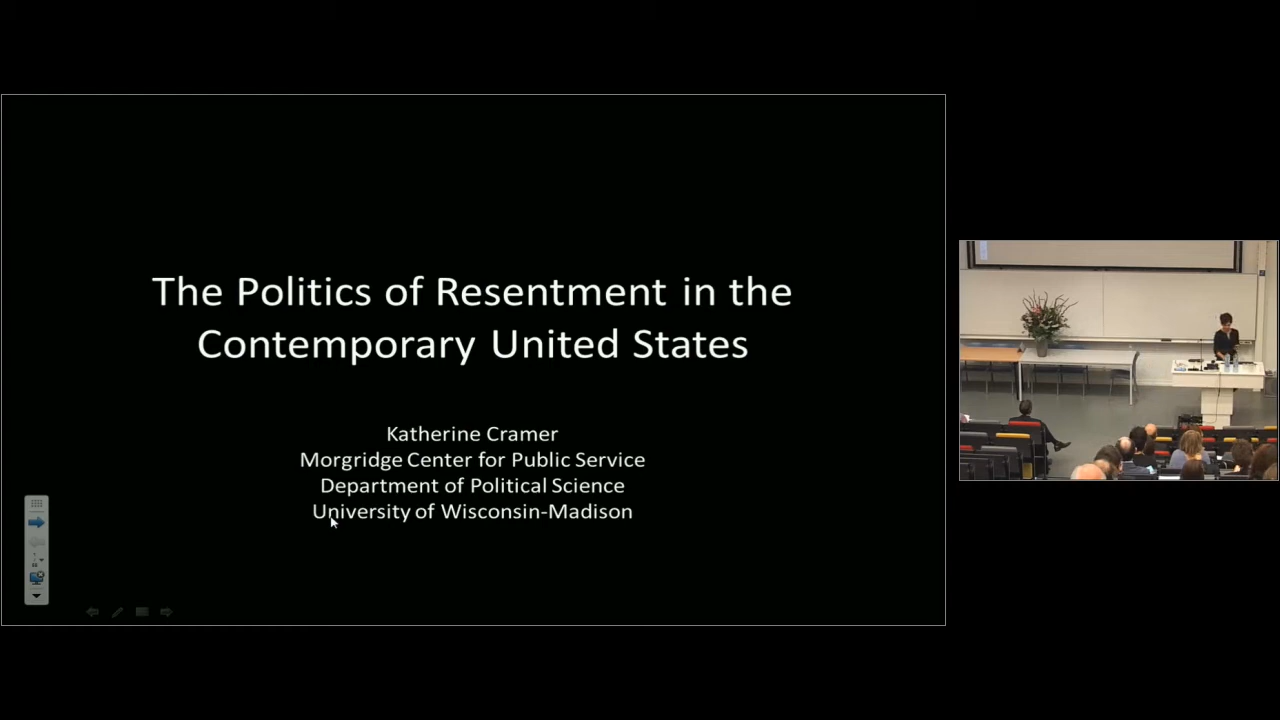 The Politics of Resentment in the
Contemporary United States
Katherine Cramer
Morgridge Center for Public Service
Department of Political Science
University of Wisconsin-Madison